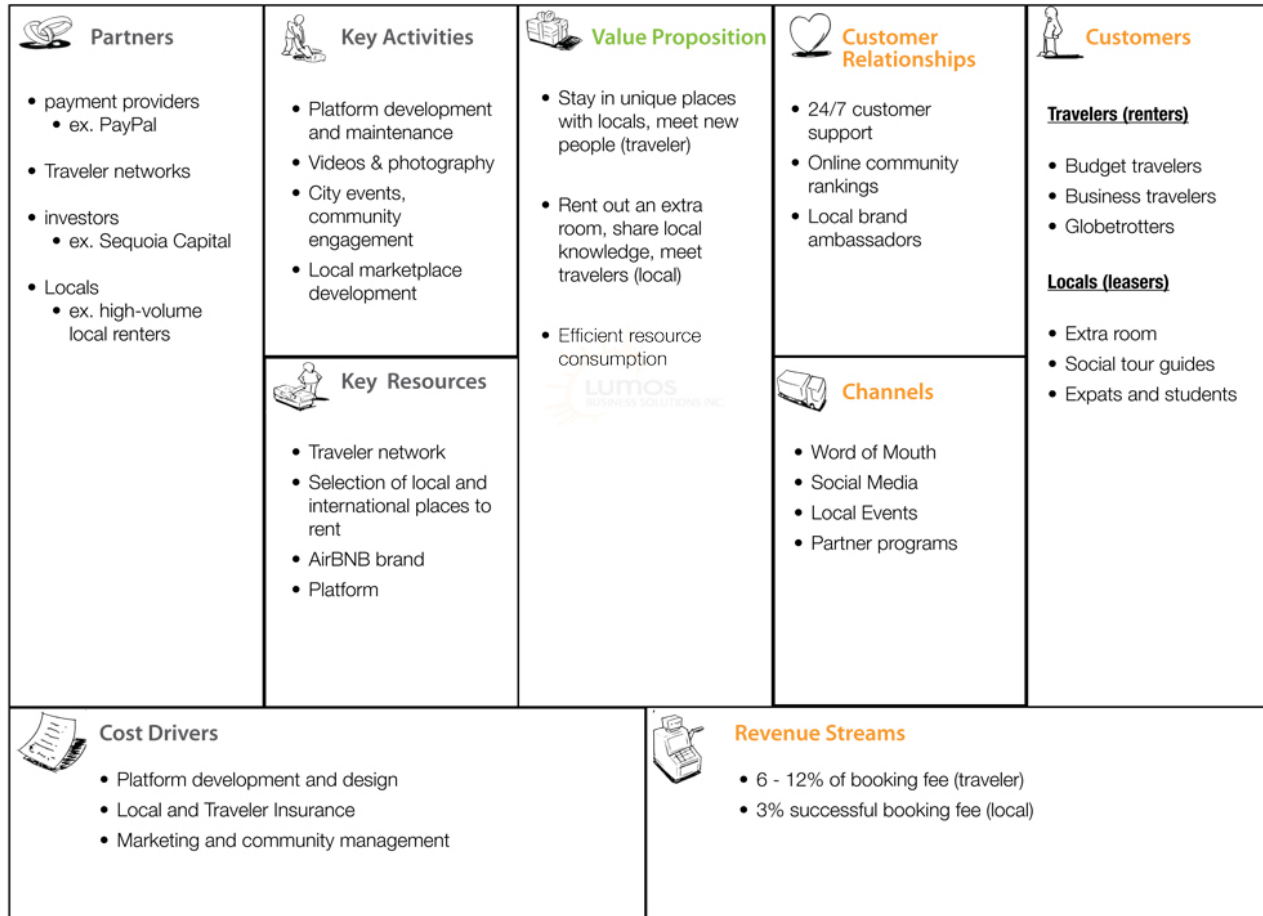 Partners
• payment providers
• ex. PayPal
• Traveler networks
• investors
• ex. Sequoia Capital
• Locals
• ex. high-volume
local renters
Key Activities
• Platform development
and maintenance
• Videos & photography
• City events,
community
engagement
• Local marketplace
development
Key Resources
• Traveler network
• Selection of local and
international places to
rent
• AirBNB brand
• Platform
Value Proposition
• Stay in unique places
with locals, meet new
people (traveler)
• Rent out an extra
room, share local
knowledge, meet
travelers (local)
• Efficient resource
consumption
LUMOS
BUSINESS SOLUTIONS INC.
Customer
Relationships
• 24/7 customer
support
• Online community
rankings
• Local brand
ambassadors
Channels
• Word of Mouth
• Social Media
• Local Events
• Partner programs
Customers
Travelers (renters)
• Budget travelers
• Business travelers
• Globetrotters
Locals (leasers)
• Extra room
• Social tour guides
• Expats and students
Cost Drivers
• Platform development and design
• Local and Traveler Insurance
• Marketing and community management
Revenue Streams
• 6 - 12% of booking fee (traveler)
• 3% successful booking fee (local)